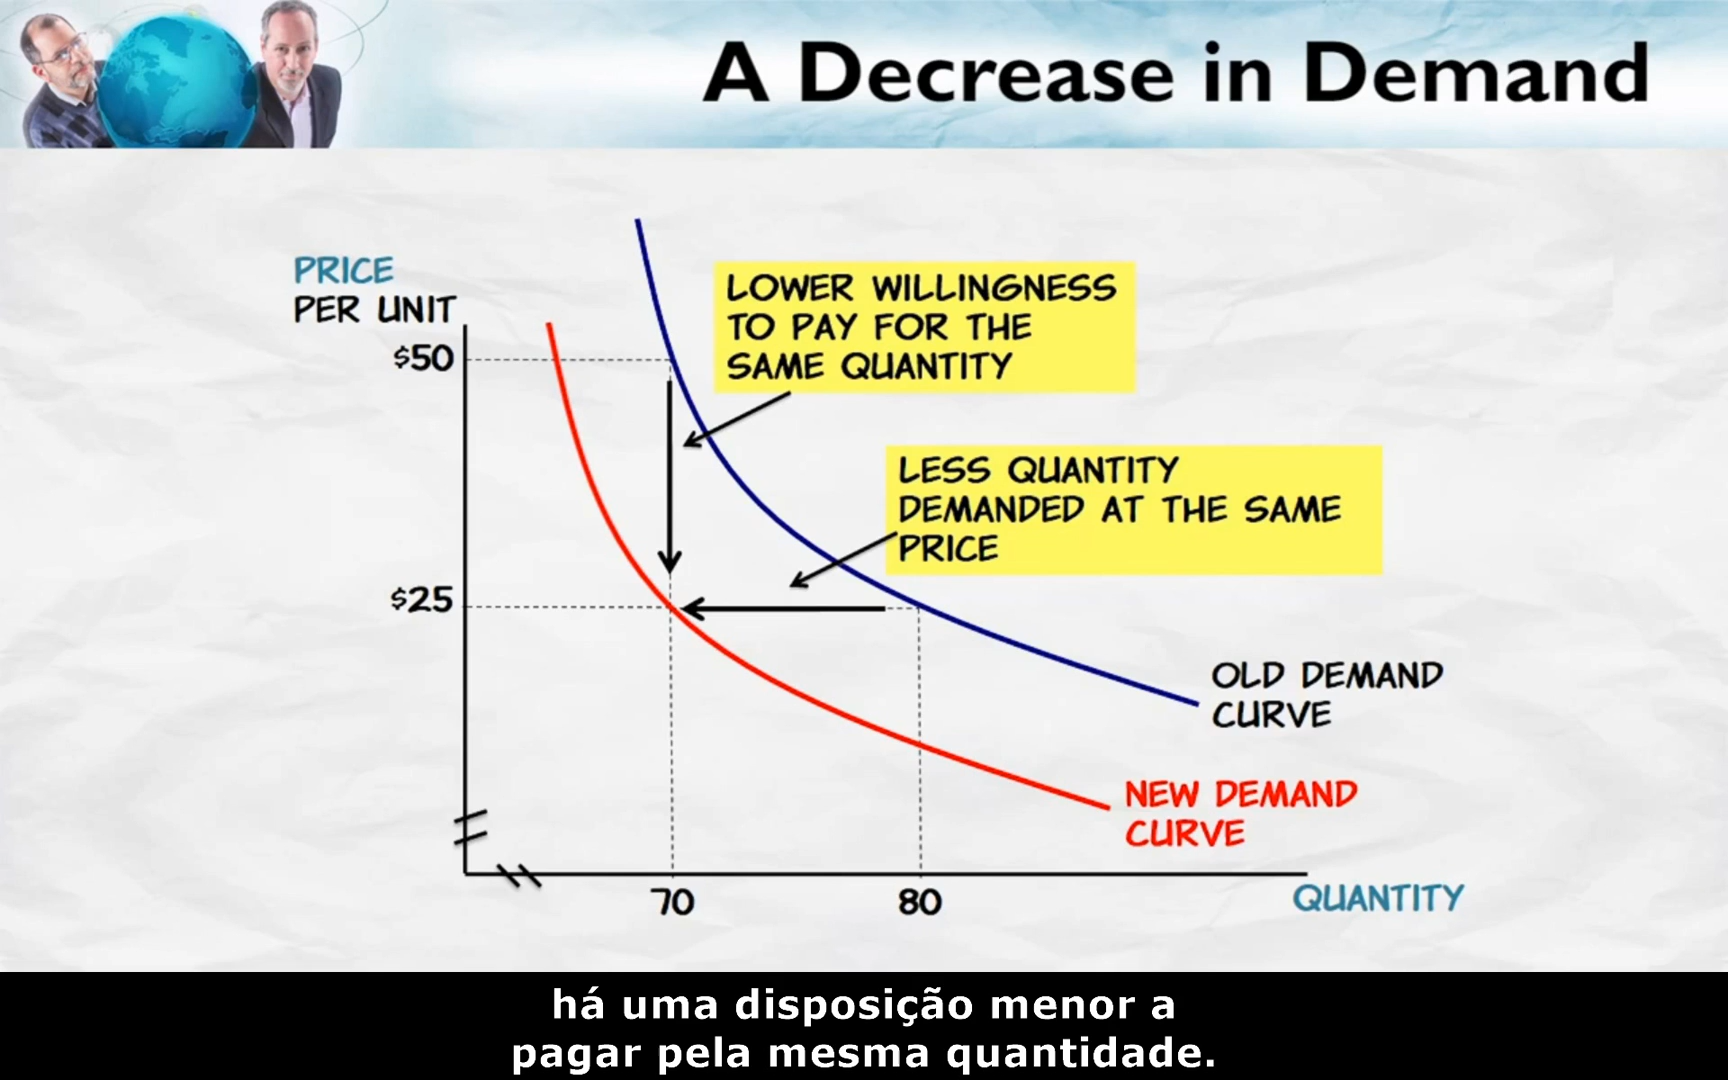 A Decrease in Demand
PRICE
PER UNIT
$50
LOWER WILLINGNESS
TO PAY FOR THE
SAME QUANTITY
LESS QUANTITY
DEMANDED AT THE SAME
PRICE
$25
OLD DEMAND
CURVE
NEW DEMAND
CURVE
70
80
QUANTITY
há uma disposição menor a
pagar pela mesma quantidade.